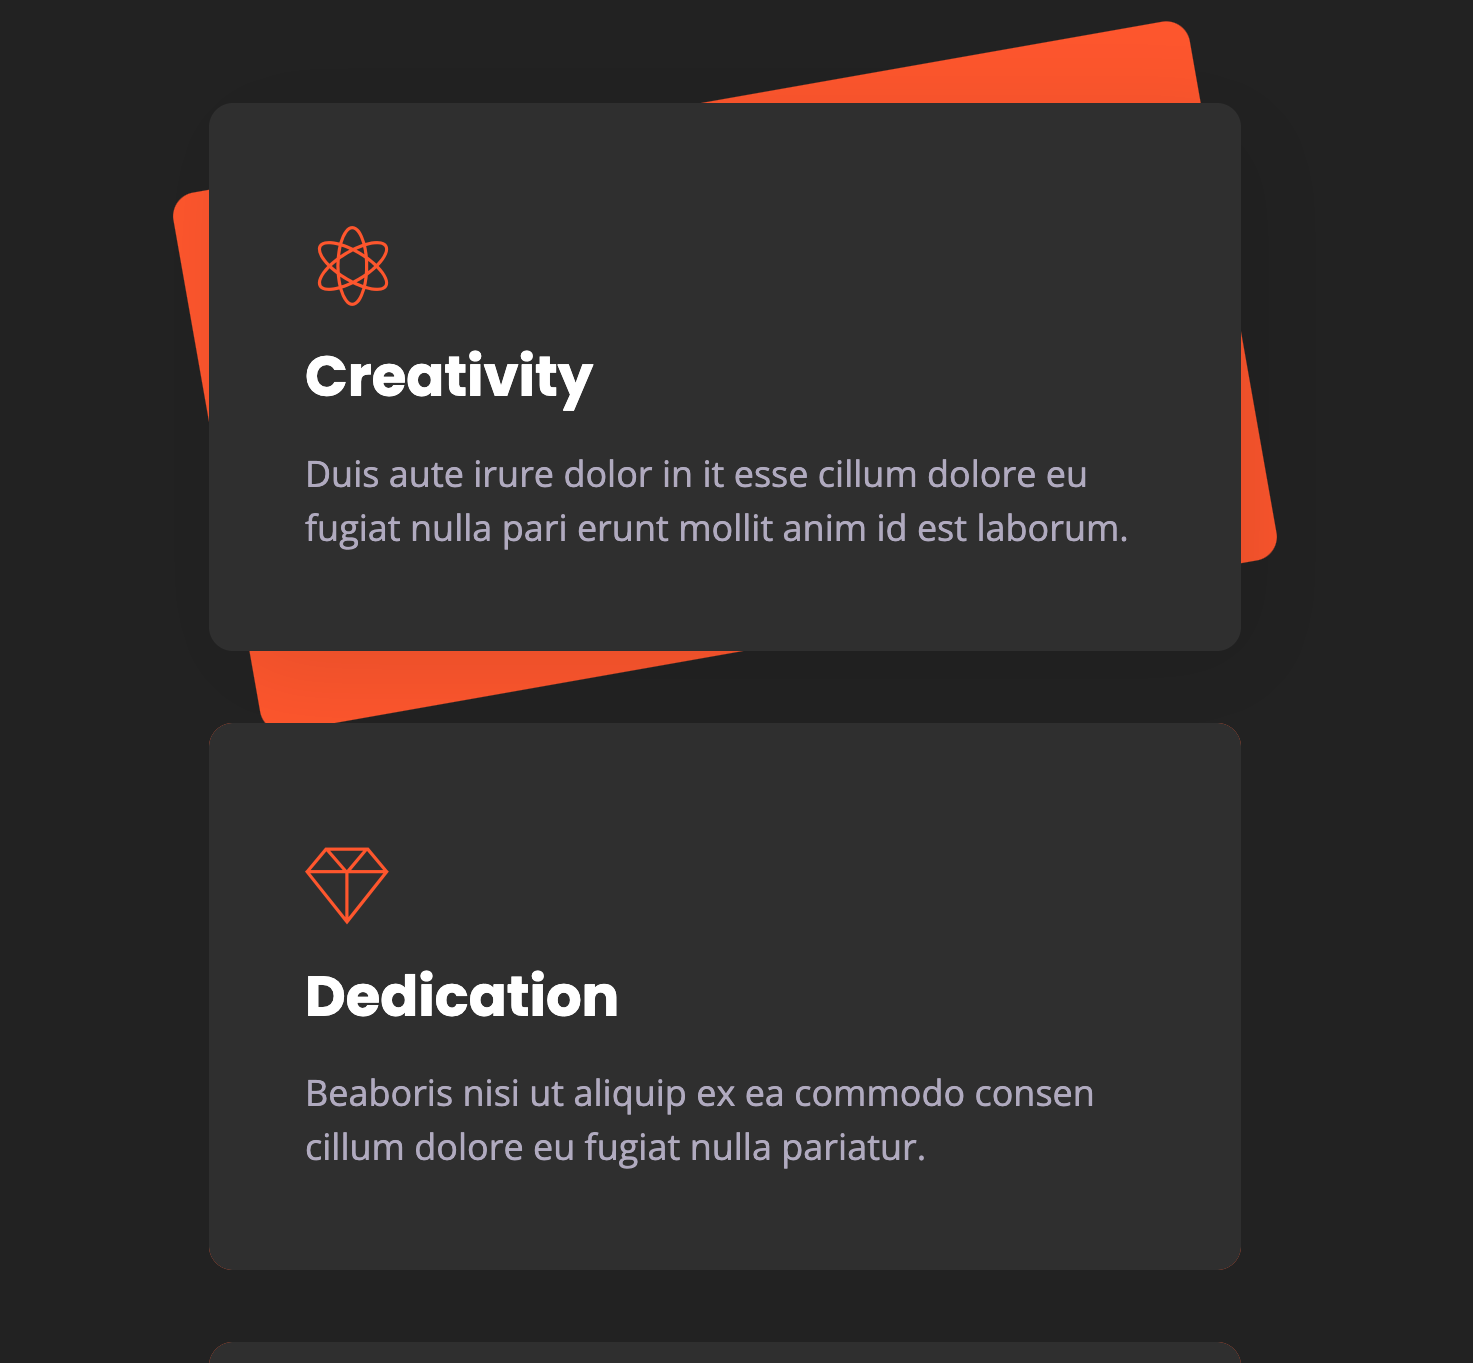 Creativity
Duis aute irure dolor in it esse cillum dolore eu
fugiat nulla pari erunt mollit anim id est laborum.
Dedication
Beaboris nisi ut aliquip ex ea commodo consen
cillum dolore eu fugiat nulla pariatur.